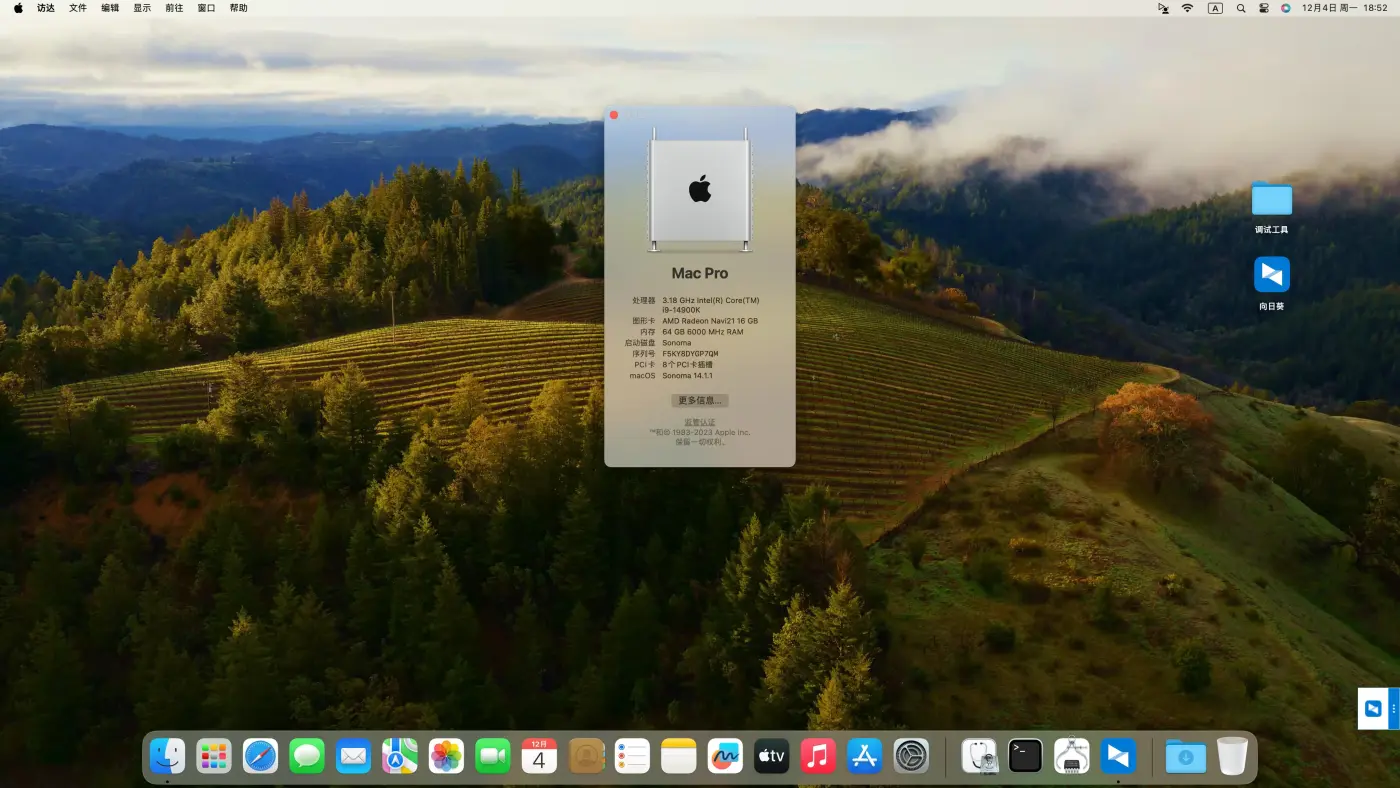 访达 文件 编辑 显示 前往 窗口 帮助
A 12月4日 周一 18:52
Mac Pro
处理器 3.18 GHz Intel(R) Core(TM)
i9-14900K
图形卡 AMD Radeon Navi21 16 GB
内存 64 GB 6000 MHz RAM
启动磁盘 Sonoma
序列号 F5KY8DYGP7QM
PCI卡 8个PCI卡插槽
macOS Sonoma 14.1.1
更多信息...
监管认证
™和© 1983-2023 Apple Inc.
保留一切权利。
调试工具
向日葵
12月
4
tv
>_